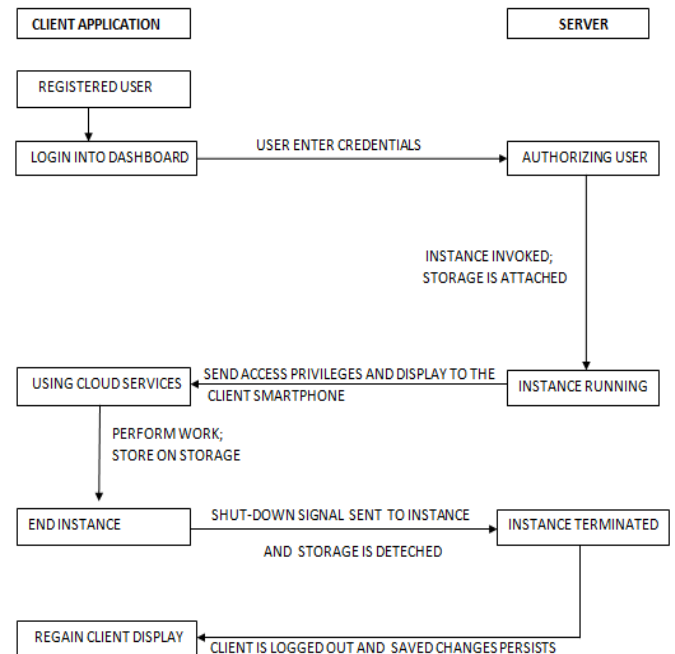 CLIENT APPLICATION
SERVER
REGISTERED USER
LOGIN INTO DASHBOARD
USER ENTER CREDENTIALS
AUTHORIZING USER
INSTANCE INVOKED;
STORAGE IS ATTACHED
USING CLOUD SERVICES
SEND ACCESS PRIVILEGES AND DISPLAY TO THE
CLIENT SMARTPHONE
INSTANCE RUNNING
PERFORM WORK;
STORE ON STORAGE
END INSTANCE
SHUT-DOWN SIGNAL SENT TO INSTANCE
AND STORAGE IS DETECHED
INSTANCE TERMINATED
REGAIN CLIENT DISPLAY
CLIENT IS LOGGED OUT AND SAVED CHANGES PERSISTS